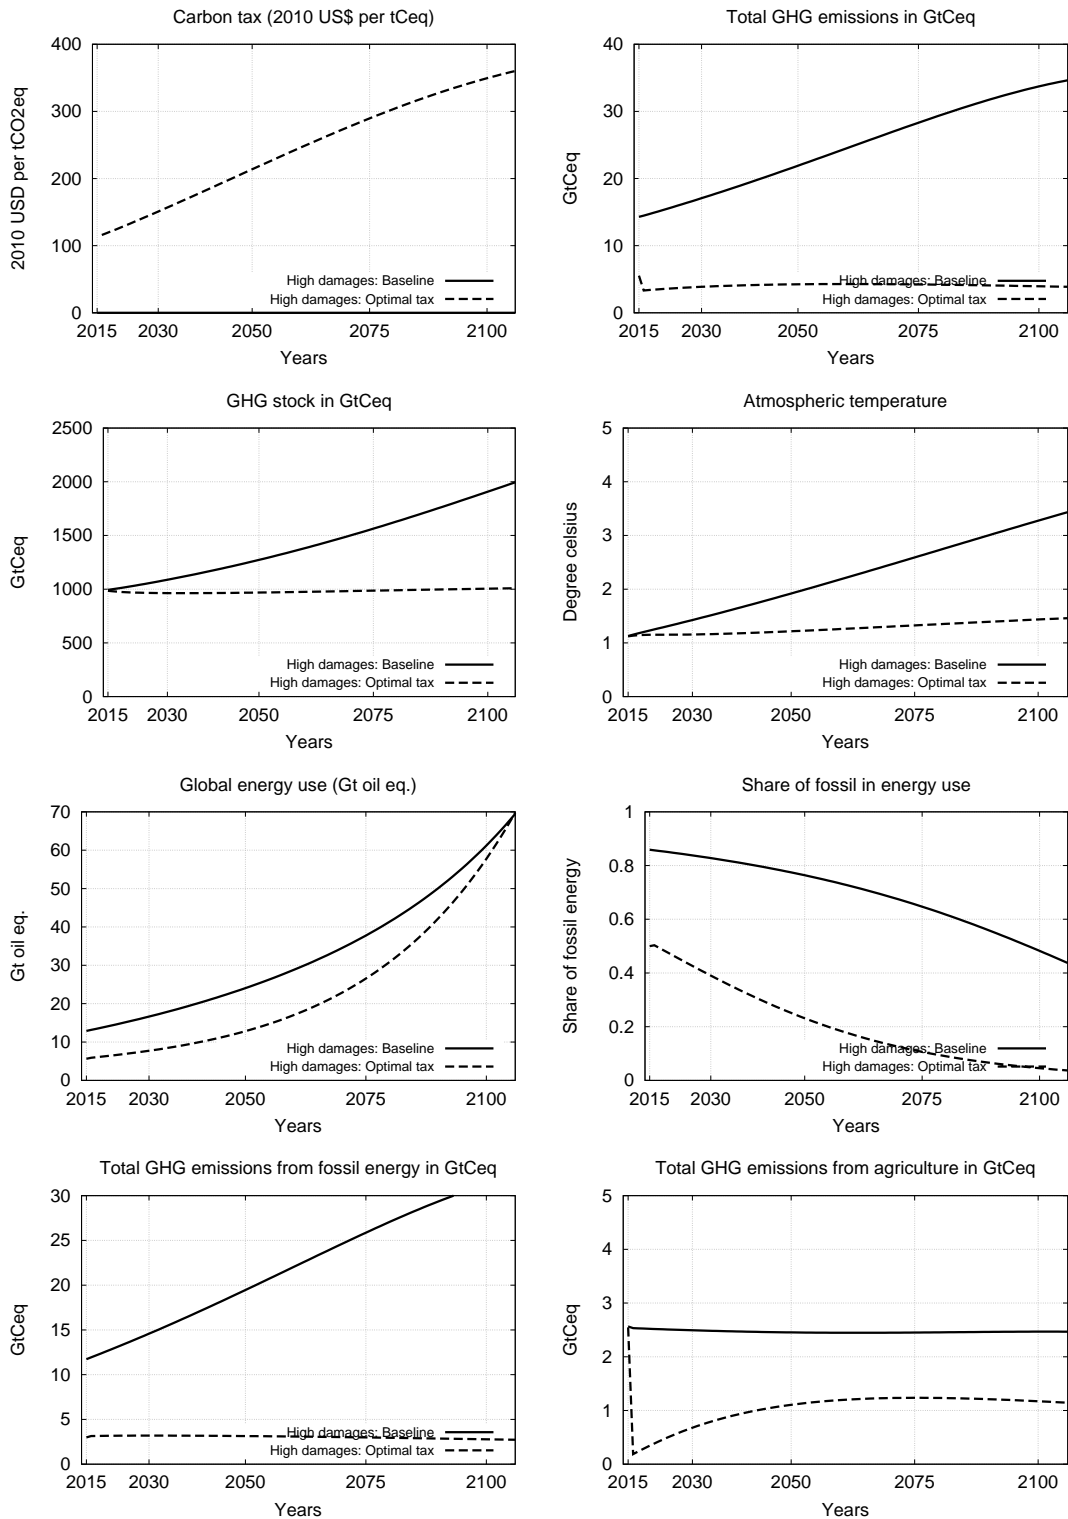 Carbon tax (2010 US$ per tCeq)
400
300
200
100
0
2010 USD per tCO2eq
High damages: Baseline
High damages: Optimal tax
2015 2030 2050 2075 2100
Years
Total GHG emissions in GtCeq
40
30
20
10
0
GtCeq
High damages: Baseline
High damages: Optimal tax
2015 2030 2050 2075 2100
Years
GHG stock in GtCeq
2500
2000
1500
1000
500
0
GtCeq
High damages: Baseline
High damages: Optimal tax
2015 2030 2050 2075 2100
Years
Atmospheric temperature
5
4
3
2
1
0
Degree celsius
High damages: Baseline
High damages: Optimal tax
2015 2030 2050 2075 2100
Years
Global energy use (Gt oil eq.)
70
60
50
40
30
20
10
0
Gt oil eq.
High damages: Baseline
High damages: Optimal tax
2015 2030 2050 2075 2100
Years
Share of fossil in energy use
1
0.8
0.6
0.4
0.2
0
Share of fossil energy
High damages: Baseline
High damages: Optimal tax
2015 2030 2050 2075 2100
Years
Total GHG emissions from fossil energy in GtCeq
30
25
20
15
10
5
0
GtCeq
High damages: Baseline
High damages: Optimal tax
2015 2030 2050 2075 2100
Years
Total GHG emissions from agriculture in GtCeq
5
4
3
2
1
0
GtCeq
High damages: Baseline
High damages: Optimal tax
2015 2030 2050 2075 2100
Years